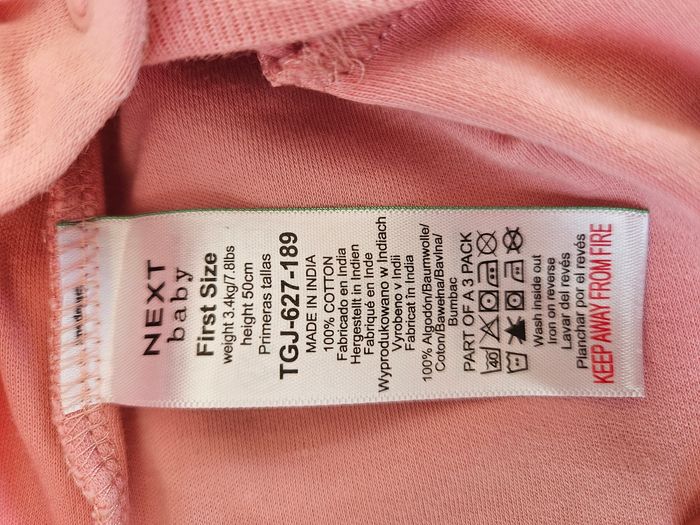 NEXT
baby
First Size
weight 3.4kg/7.8lbs
height 50cm
Primeras tallas
TGJ-627-189
MADE IN INDIA
100% COTTON
Fabricado en India
Hergestellt in Indien
Fabriqué en Inde
Wyprodukowano w Indiach
Vyrobeno v Indii
Fabricat în India
100% Algodón/Baumwolle/
Coton/Bawełna/Bavlna/
Bumbac
PART OF A 3 PACK
40
Wash inside out
Iron on reverse
Lavar del revés
Planchar por el revés
KEEP AWAY FROM FIRE